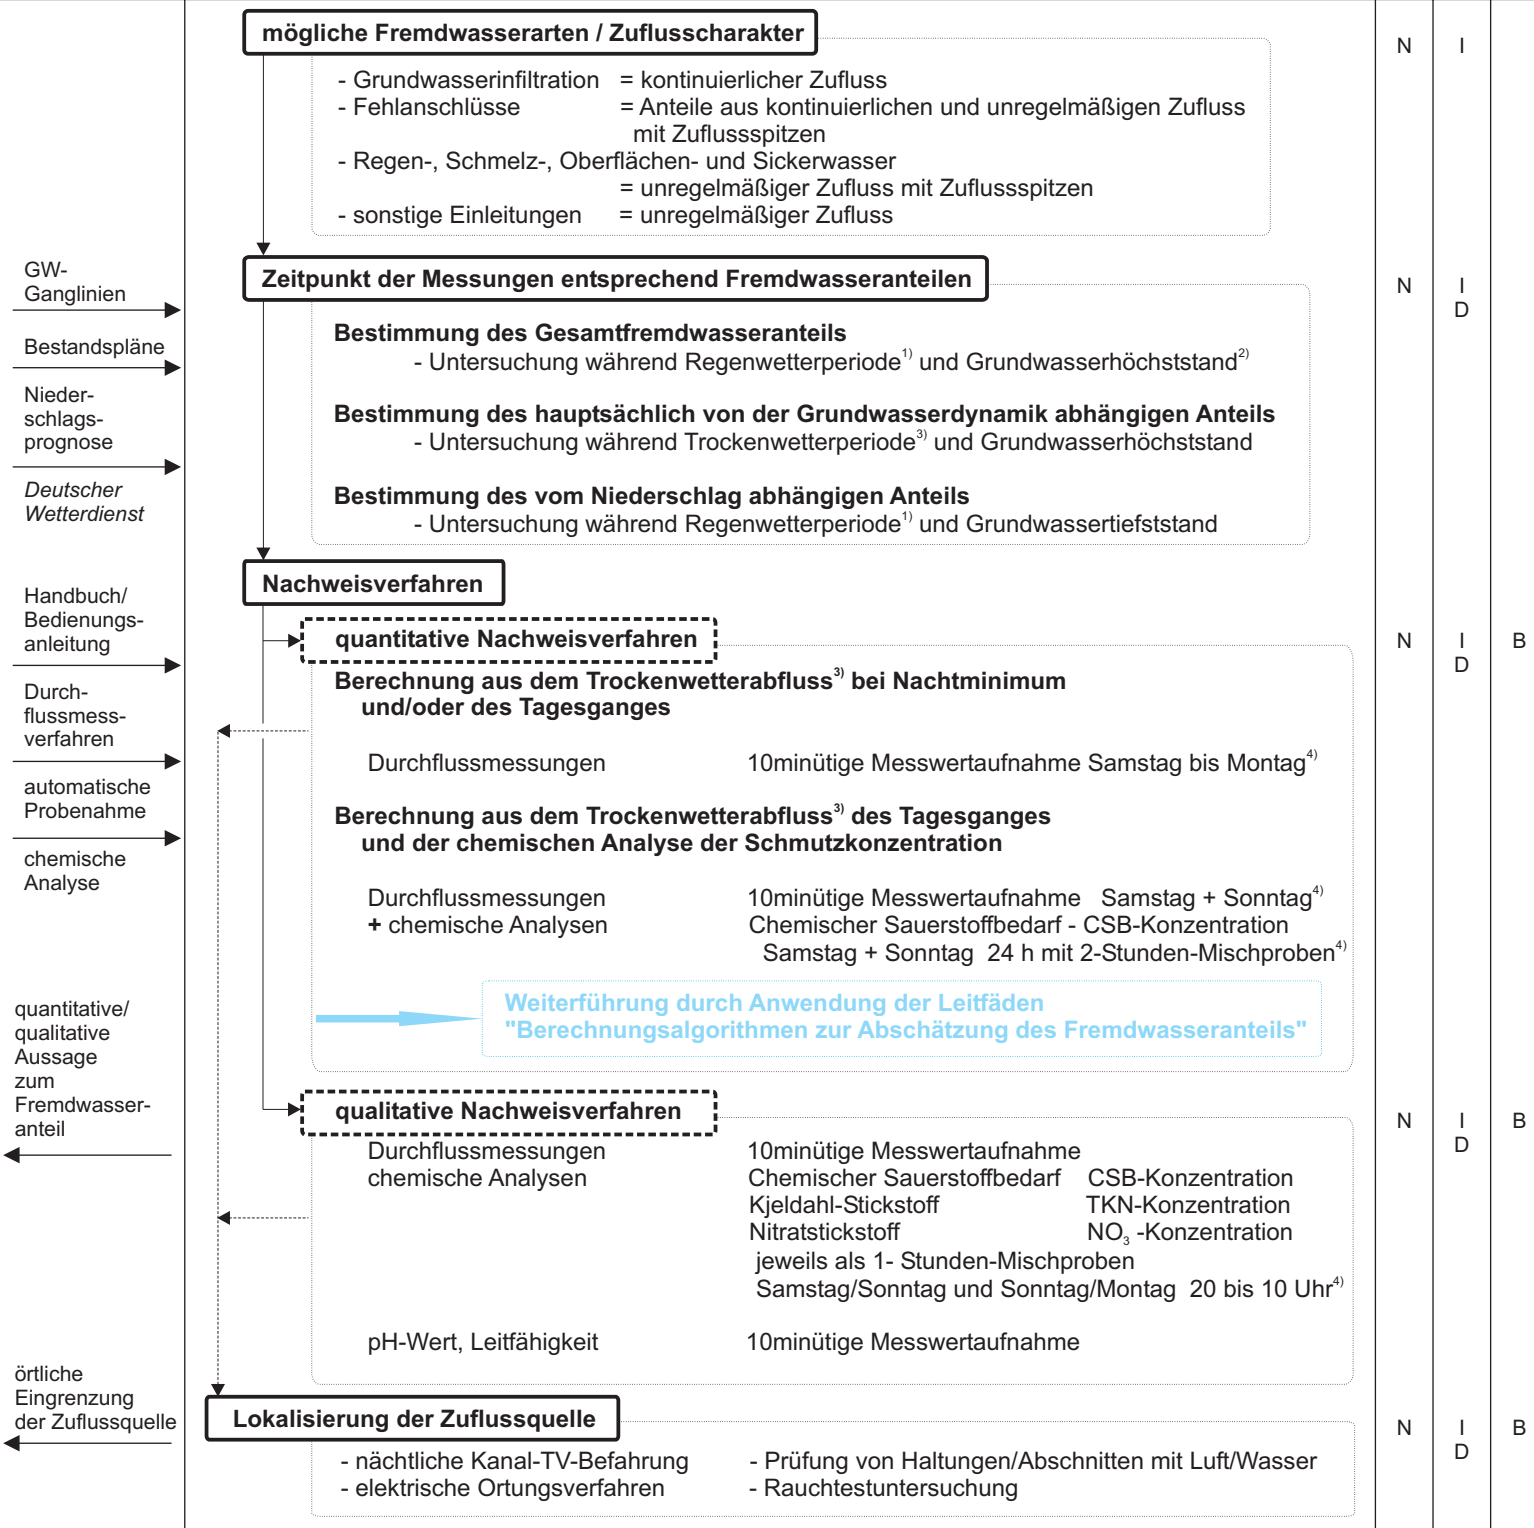 mögliche Fremdwasserarten / Zuflusscharakter
N I
- Grundwasserinfiltration = kontinuierlicher Zufluss
- Fehlanschlüsse = Anteile aus kontinuierlichen und unregelmäßigen Zufluss
mit Zuflussspitzen
- Regen-, Schmelz-, Oberflächen- und Sickerwasser
= unregelmäßiger Zufluss mit Zuflussspitzen
- sonstige Einleitungen = unregelmäßiger Zufluss
GW-
Ganglinien
Bestandspläne
Nieder-
schlags-
prognose
Deutscher
Wetterdienst
Zeitpunkt der Messungen entsprechend Fremdwasseranteilen
N I
D
Bestimmung des Gesamtfremdwasseranteils
- Untersuchung während Regenwetterperiode1) und Grundwasserhöchststand2)
Bestimmung des hauptsächlich von der Grundwasserdynamik abhängigen Anteils
- Untersuchung während Trockenwetterperiode3) und Grundwasserhöchststand
Bestimmung des vom Niederschlag abhängigen Anteils
- Untersuchung während Regenwetterperiode1) und Grundwassertiefststand
Nachweisverfahren
Handbuch/
Bedienungs-
anleitung
Durch-
flussmess-
verfahren
automatische
Probenahme
chemische
Analyse
quantitative Nachweisverfahren
N I B
D
Berechnung aus dem Trockenwetterabfluss3) bei Nachtminimum
und/oder des Tagesganges
Durchflussmessungen 10minütige Messwertaufnahme Samstag bis Montag4)
Berechnung aus dem Trockenwetterabfluss3) des Tagesganges
und der chemischen Analyse der Schmutzkonzentration
Durchflussmessungen 10minütige Messwertaufnahme Samstag + Sonntag4)
+ chemische Analysen Chemischer Sauerstoffbedarf - CSB-Konzentration
Samstag + Sonntag 24 h mit 2-Stunden-Mischproben4)
Weiterführung durch Anwendung der Leitfäden
"Berechnungsalgorithmen zur Abschätzung des Fremdwasseranteils"
quantitative/
qualitative
Aussage
zum
Fremdwasser-
anteil
qualitative Nachweisverfahren
N I B
D
Durchflussmessungen 10minütige Messwertaufnahme
chemische Analysen Chemischer Sauerstoffbedarf CSB-Konzentration
Kjeldahl-Stickstoff TKN-Konzentration
Nitratstickstoff NO3 -Konzentration
jeweils als 1- Stunden-Mischproben
Samstag/Sonntag und Sonntag/Montag 20 bis 10 Uhr4)
pH-Wert, Leitfähigkeit 10minütige Messwertaufnahme
örtliche
Eingrenzung
der Zuflussquelle
Lokalisierung der Zuflussquelle
N I B
D
- nächtliche Kanal-TV-Befahrung - Prüfung von Haltungen/Abschnitten mit Luft/Wasser
- elektrische Ortungsverfahren - Rauchtestuntersuchung